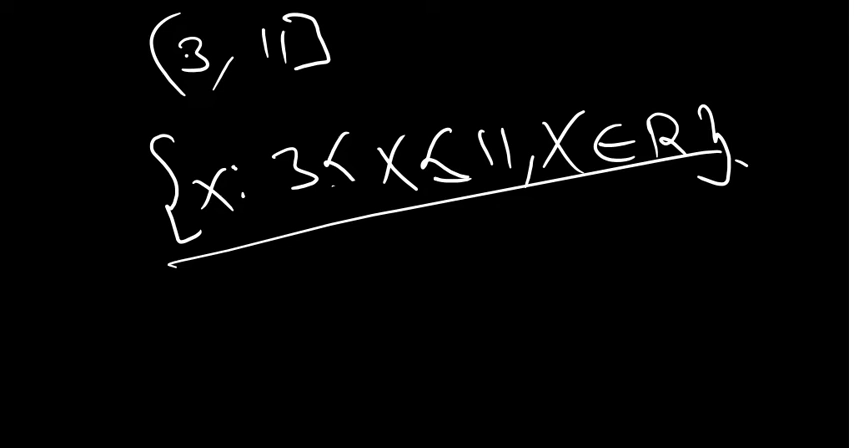 (3, 11]
{x: 3< x ≤ 11, x ∈ R}.